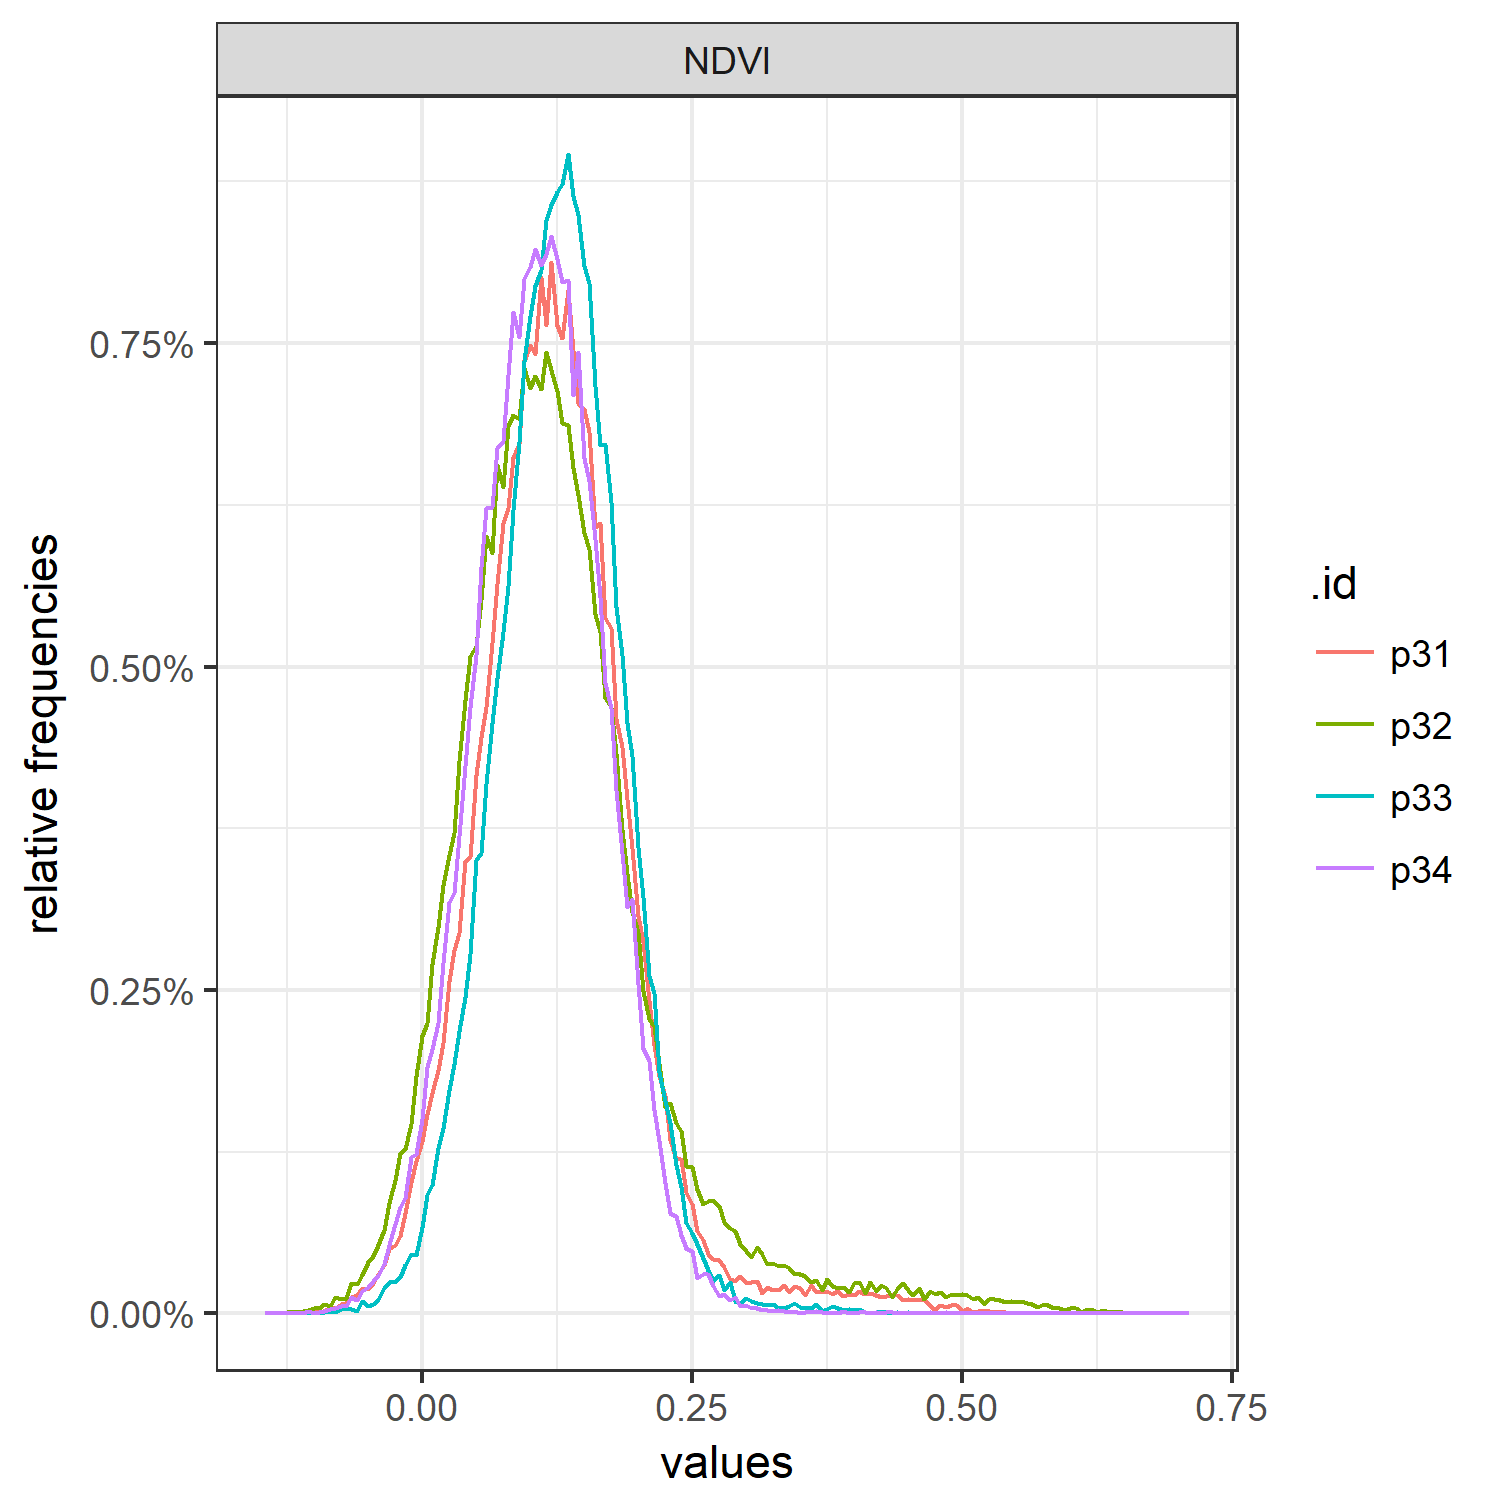 NDVI
relative frequencies
0.75%
0.50%
0.25%
0.00%
0.00
0.25
0.50
0.75
values
.id
p31
p32
p33
p34